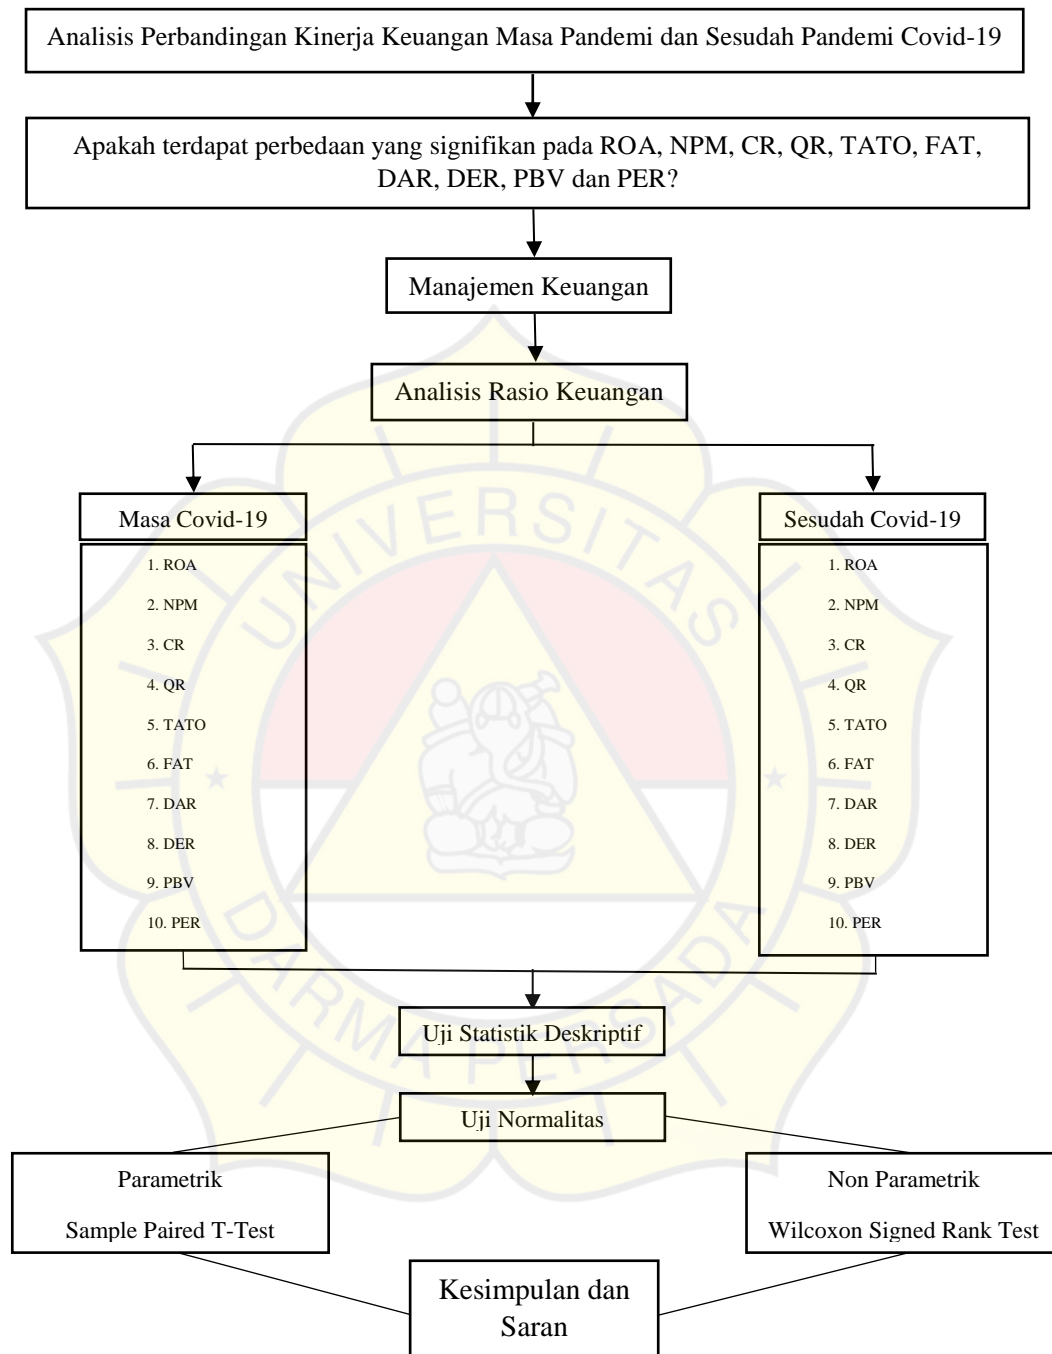 Analisis Perbandingan Kinerja Keuangan Masa Pandemi dan Sesudah Pandemi Covid-19
Apakah terdapat perbedaan yang signifikan pada ROA, NPM, CR, QR, TATO, FAT,
DAR, DER, PBV dan PER?
Manajemen Keuangan
Analisis Rasio Keuangan
Masa Covid-19
1. ROA
2. NPM
3. CR
4. QR
5. TATO
6. FAT
7. DAR
8. DER
9. PBV
10. PER
Sesudah Covid-19
1. ROA
2. NPM
3. CR
4. QR
5. TATO
6. FAT
7. DAR
8. DER
9. PBV
10. PER
UNIVERSITAS
DARMA PERSADA
Uji Statistik Deskriptif
Uji Normalitas
Parametrik
Sample Paired T-Test
Non Parametrik
Wilcoxon Signed Rank Test
Kesimpulan dan
Saran